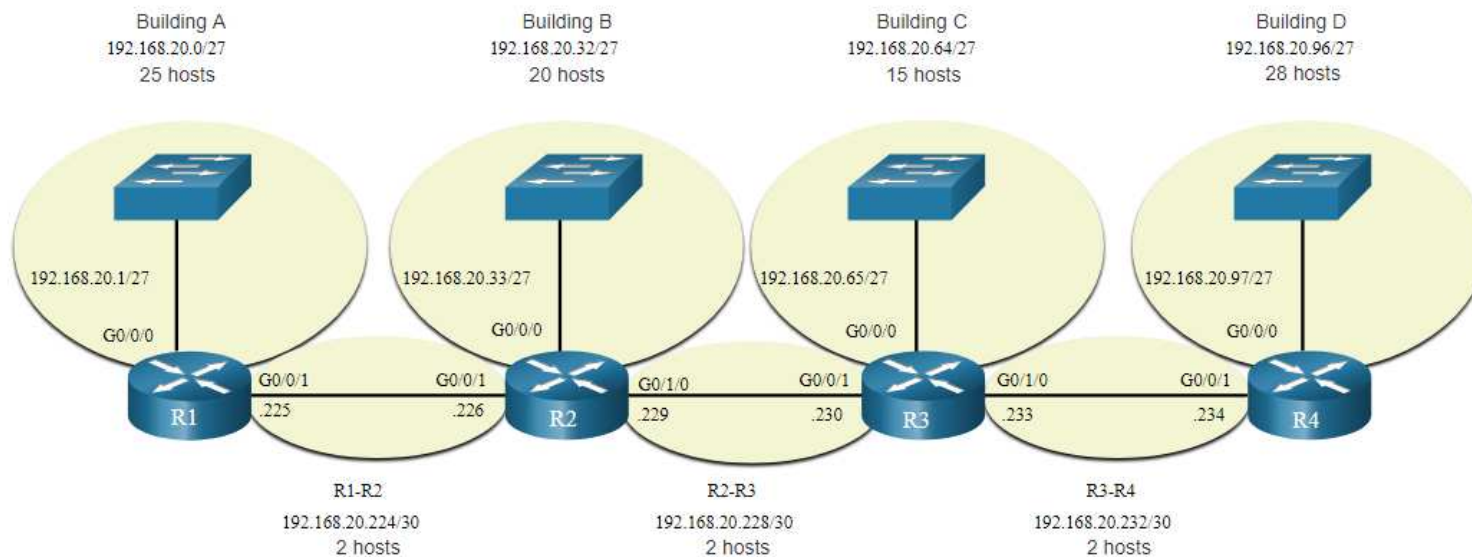 Building A
192.168.20.0/27
25 hosts
Building B
192.168.20.32/27
20 hosts
Building C
192.168.20.64/27
15 hosts
Building D
192.168.20.96/27
28 hosts
192.168.20.1/27
192.168.20.33/27
192.168.20.65/27
192.168.20.97/27
G0/0/0
G0/0/0
G0/0/0
G0/0/0
R1
G0/0/1
.225
G0/0/1
.226
R2
G0/1/0
.229
G0/0/1
.230
R3
G0/1/0
.233
G0/0/1
.234
R4
R1-R2
192.168.20.224/30
2 hosts
R2-R3
192.168.20.228/30
2 hosts
R3-R4
192.168.20.232/30
2 hosts